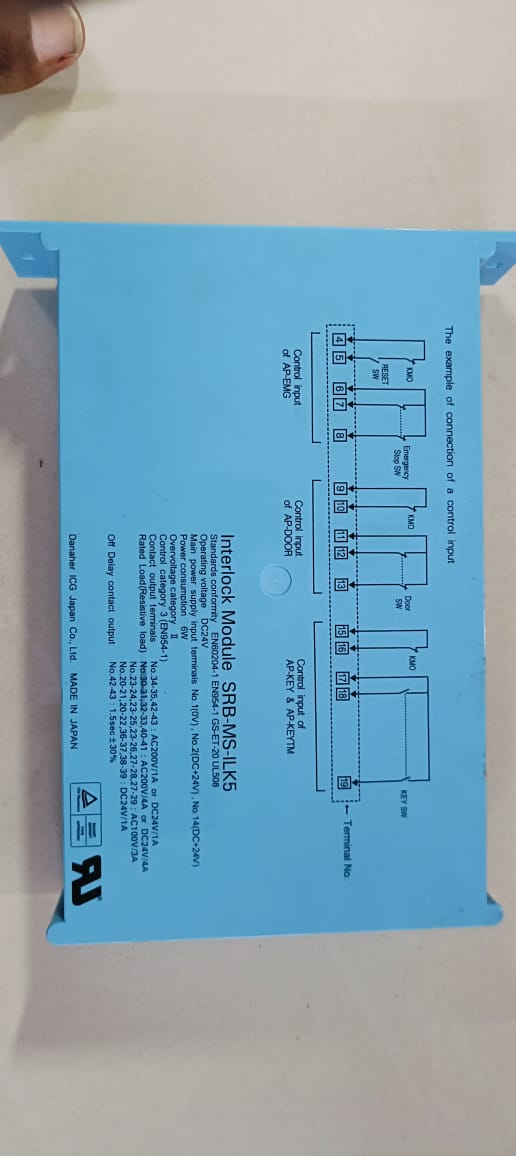 The example of connection of a control input
KMO
RESET
SW
Emergency
Stop SW
KMO
Door
SW
KMO
KEY SW
4 5 6 7 8 9 10 11 12 13 15 16 17 18 19 ← Terminal No.
Control input
of AP-EMG
Control input
of AP-DOOR
Control input of
AP-KEY & AP-KEYTM
Interlock Module SRB-MS-ILK5
Standards conformity EN60204-1 EN954-1 GS-ET-20 UL508
Operating voltage DC24V
Main power supply input terminals No.1(0V) , No.2(DC+24V) , No.14(DC+24V)
Power consumption 6W
Overvoltage category II
Control category 3 (EN954-1)
Contact output terminals No.34-35,42-43 : AC200V/1A or DC24V/1A
Rated Load(Resistive load) No.30-31,32-33,40-41 : AC200V/4A or DC24V/4A
No.23-24,23-25,23-26,27-28,27-29 : AC100V/3A
No.20-21,20-22,36-37,38-39 : DC24V/1A
Off Delay contact output No.42-43 : 1.5sec±30%
Danaher ICG Japan Co., Ltd. MADE IN JAPAN